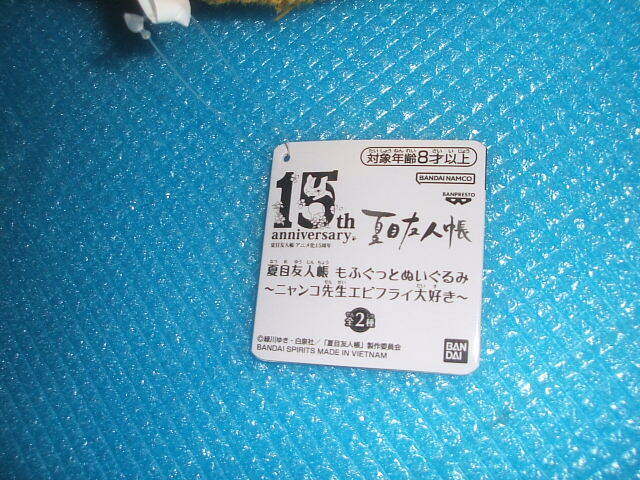 対象年齢8才以上
BANDAI NAMCO
BANPRESTO
15th
anniversary
夏目友人帳 アニメ化15周年
夏目友人帳
夏目友人帳 もふぐっとぬいぐるみ
～ニャンコ先生エビフライ大好き～
全2種
©緑川ゆき・白泉社／「夏目友人帳」製作委員会
BANDAI SPIRITS MADE IN VIETNAM
BAN
DAI